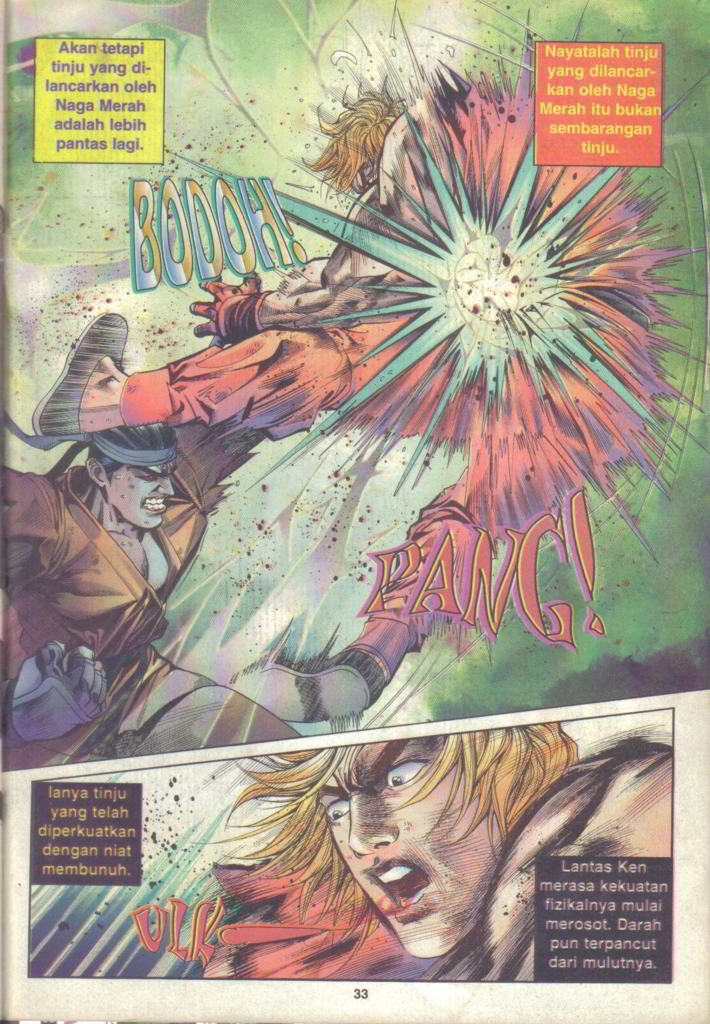 Akan tetapi
tinju yang di-
lancarkan oleh
Naga Merah
adalah lebih
pantas lagi.
Nayatalah tinju
yang dilancar-
kan oleh Naga
Merah itu bukan
sembarangan
tinju.
BODOH!
PANG!
Ianya tinju
yang telah
diperkuatkan
dengan niat
membunuh.
Lantas Ken
merasa kekuatan
fizikalnya mulai
merosot. Darah
pun terpancut
dari mulutnya.
33